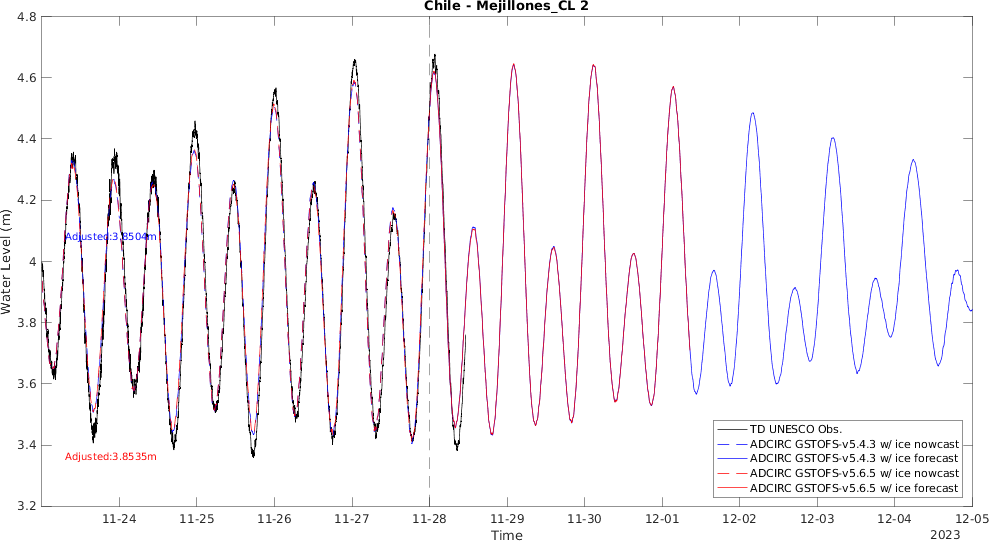 Chile - Mejillones_CL 2
4.8
4.6
4.4
4.2
4
3.8
3.6
3.4
3.2
Water Level (m)
Adjusted:3.8504m
Adjusted:3.8535m
TD UNESCO Obs.
ADCIRC GSTOFS-v5.4.3 w/ ice nowcast
ADCIRC GSTOFS-v5.4.3 w/ ice forecast
ADCIRC GSTOFS-v5.6.5 w/ ice nowcast
ADCIRC GSTOFS-v5.6.5 w/ ice forecast
11-24 11-25 11-26 11-27 11-28 11-29 11-30 12-01 12-02 12-03 12-04 12-05
Time
2023